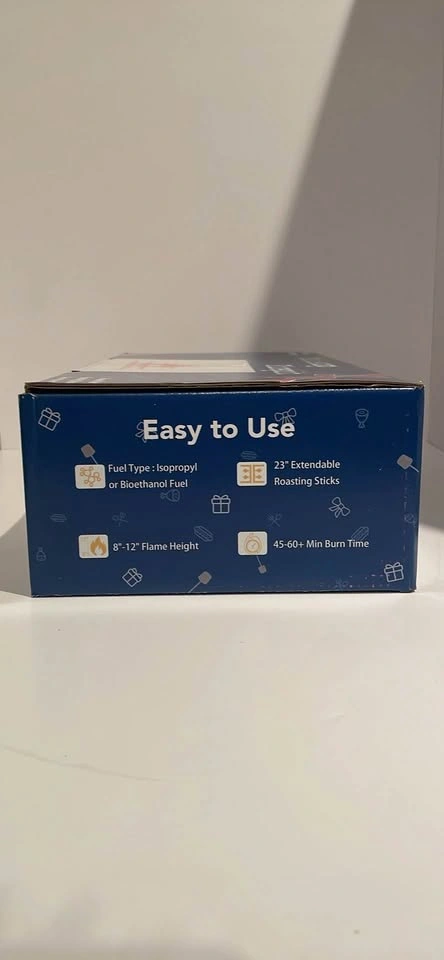 Easy to Use
Fuel Type : Isopropyl
or Bioethanol Fuel
23" Extendable
Roasting Sticks
8"-12" Flame Height
45-60+ Min Burn Time